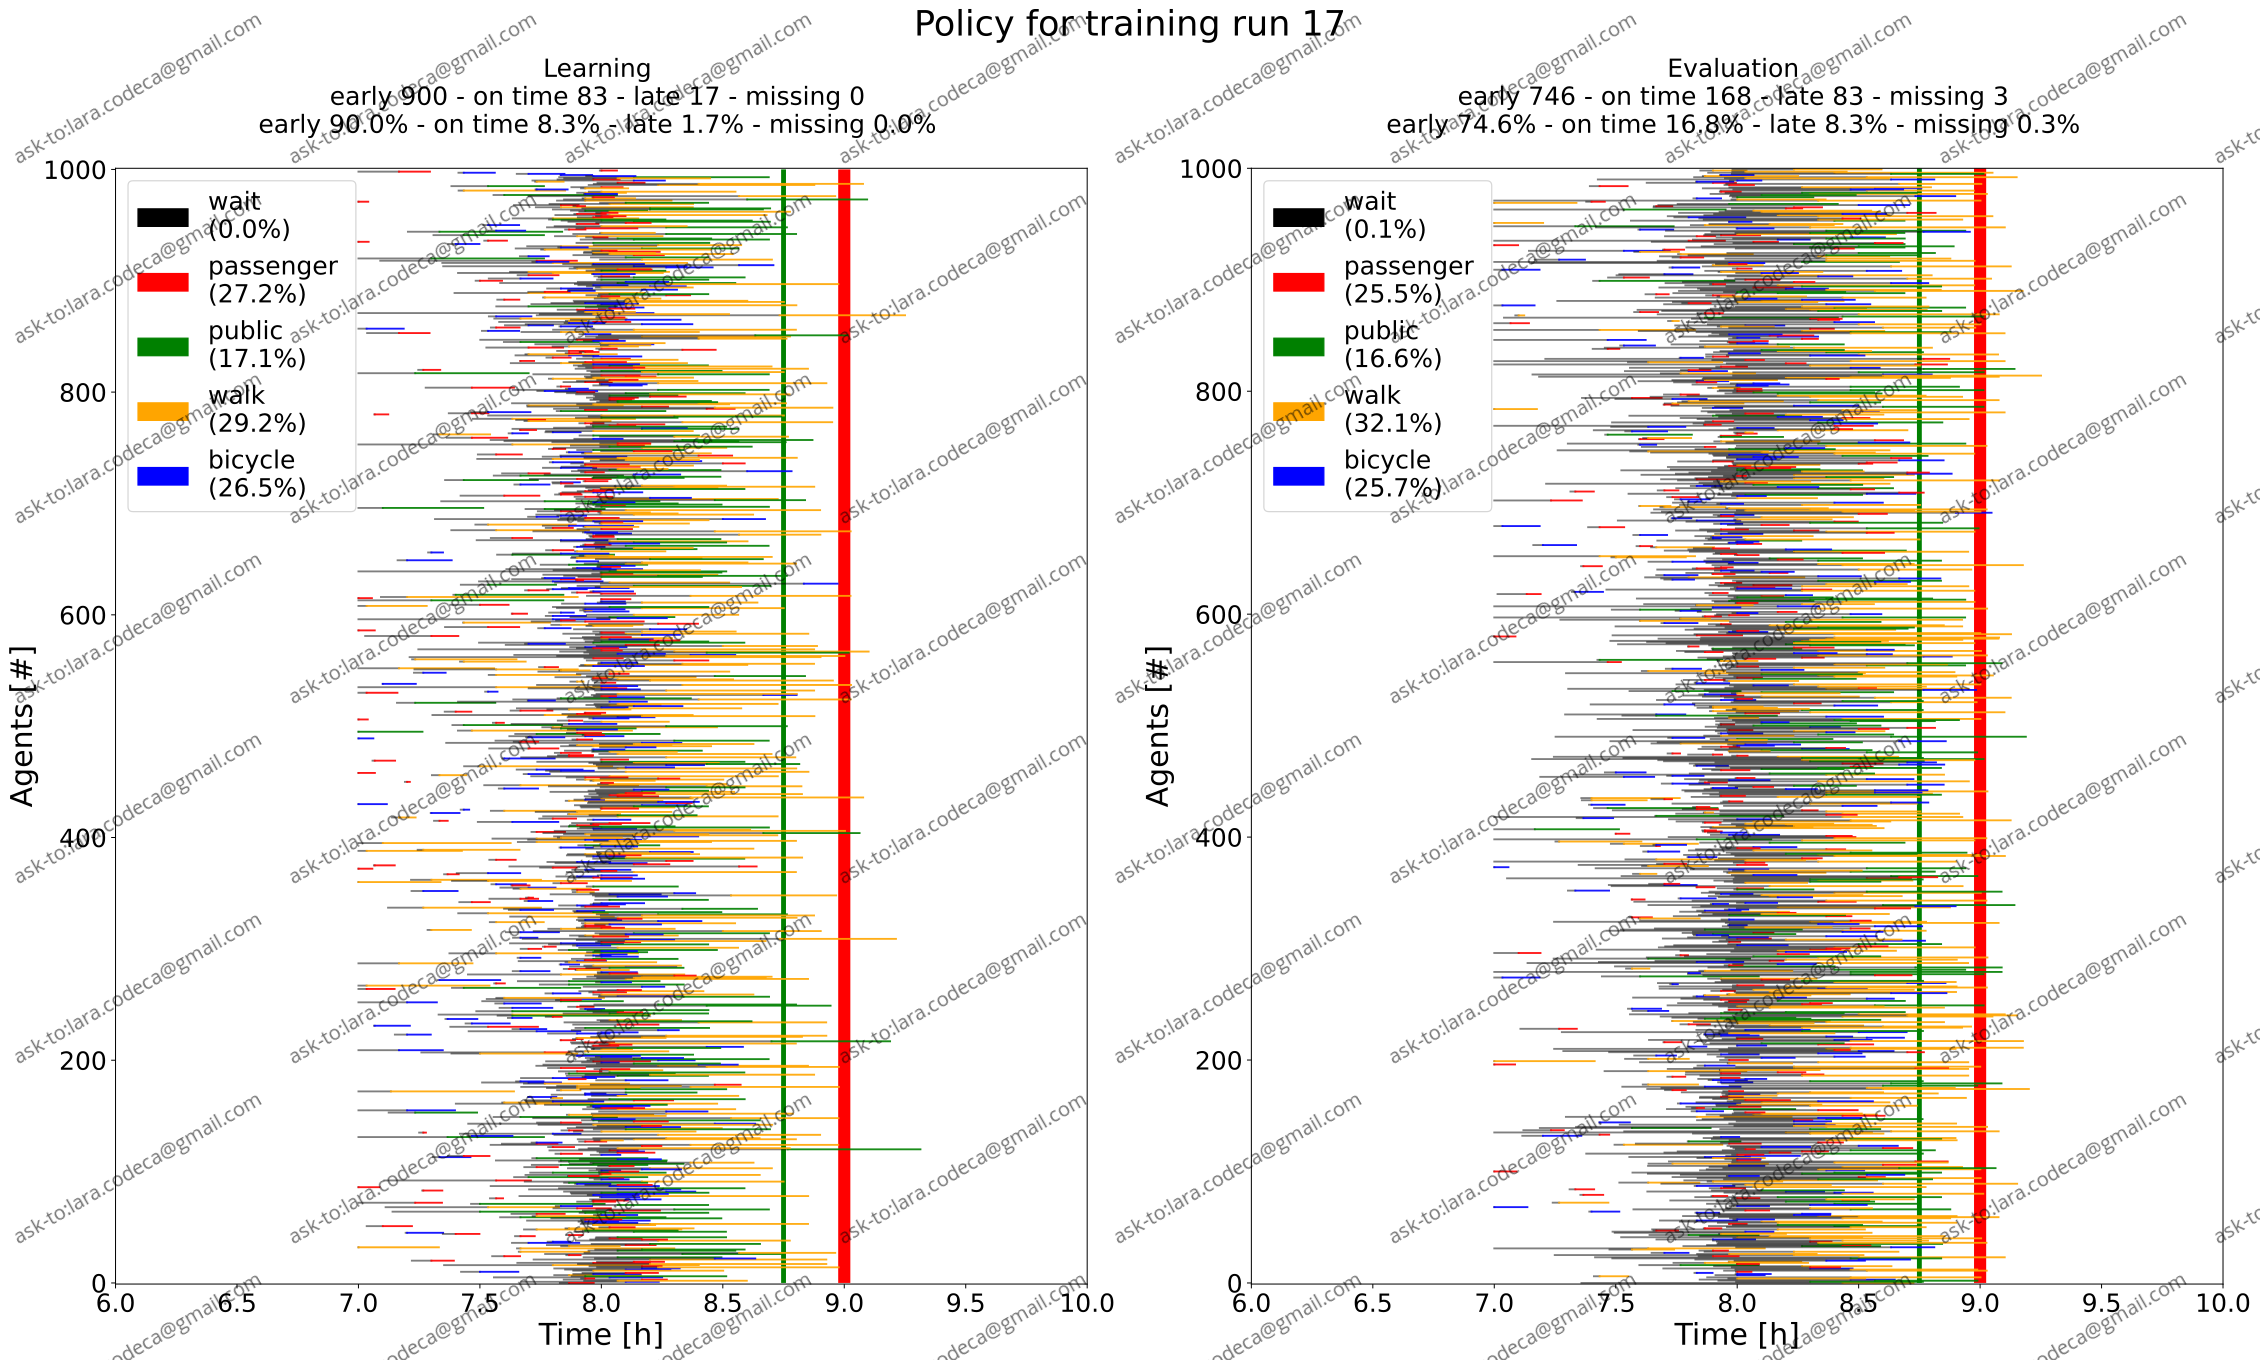 Policy for training run 17
Learning
early 900 - on time 83 - late 17 - missing 0
early 90.0% - on time 8.3% - late 1.7% - missing 0.0%
Evaluation
early 746 - on time 168 - late 83 - missing 3
early 74.6% - on time 16.8% - late 8.3% - missing 0.3%
Agents [#]
1000
800
600
400
200
0
wait
(0.0%)
passenger
(27.2%)
public
(17.1%)
walk
(29.2%)
bicycle
(26.5%)
6.0 6.5 7.0 7.5 8.0 8.5 9.0 9.5 10.0
Time [h]
Agents [#]
1000
800
600
400
200
0
wait
(0.1%)
passenger
(25.5%)
public
(16.6%)
walk
(32.1%)
bicycle
(25.7%)
6.0 6.5 7.0 7.5 8.0 8.5 9.0 9.5 10.0
Time [h]
ask-to:lara.codeca@gmail.com